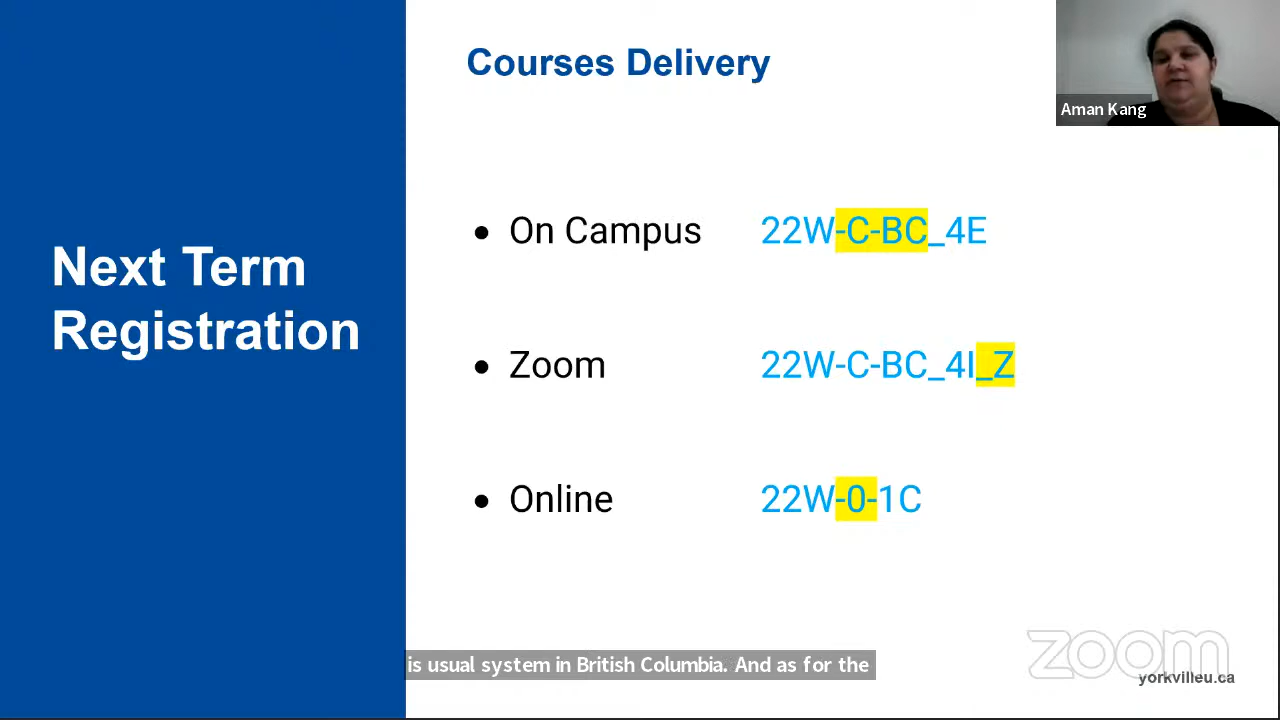 Courses Delivery
Aman Kang
Next Term
Registration
• On Campus 22W-C-BC_4E
• Zoom 22W-C-BC_4I_Z
• Online 22W-0-1C
is usual system in British Columbia. And as for the
zoom
yorkvilleu.ca